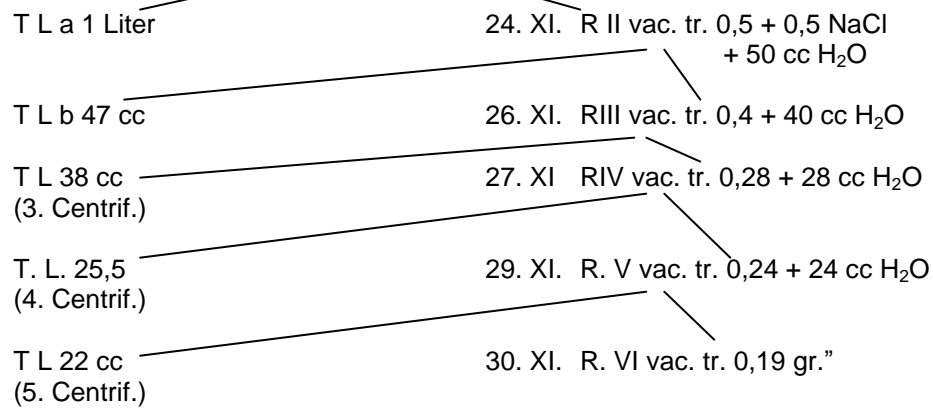 T L a 1 Liter 24. XI. R II vac. tr. 0,5 + 0,5 NaCl
+ 50 cc H₂O
T L b 47 cc 26. XI. RIII vac. tr. 0,4 + 40 cc H₂O
T L 38 cc 27. XI RIV vac. tr. 0,28 + 28 cc H₂O
(3. Centrif.)
T. L. 25,5 29. XI. R. V vac. tr. 0,24 + 24 cc H₂O
(4. Centrif.)
T L 22 cc 30. XI. R. VI vac. tr. 0,19 gr.”
(5. Centrif.)